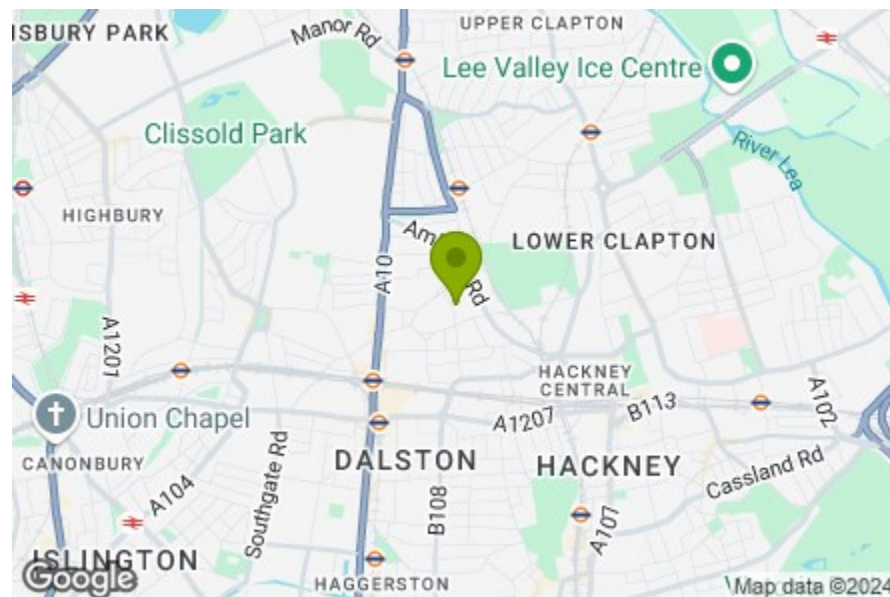 ISBURY PARK
Manor Rd
UPPER CLAPTON
Lee Valley Ice Centre
Clissold Park
River Lea
HIGHBURY
LOWER CLAPTON
Am
Rd
A10
A1201
HACKNEY
CENTRAL
Union Chapel
A1207
B113
A102
CANONBURY
DALSTON
HACKNEY
Cassland Rd
A104
Southgate Rd
B108
A107
ISLINGTON
Google
HAGGERSTON
Map data ©2024